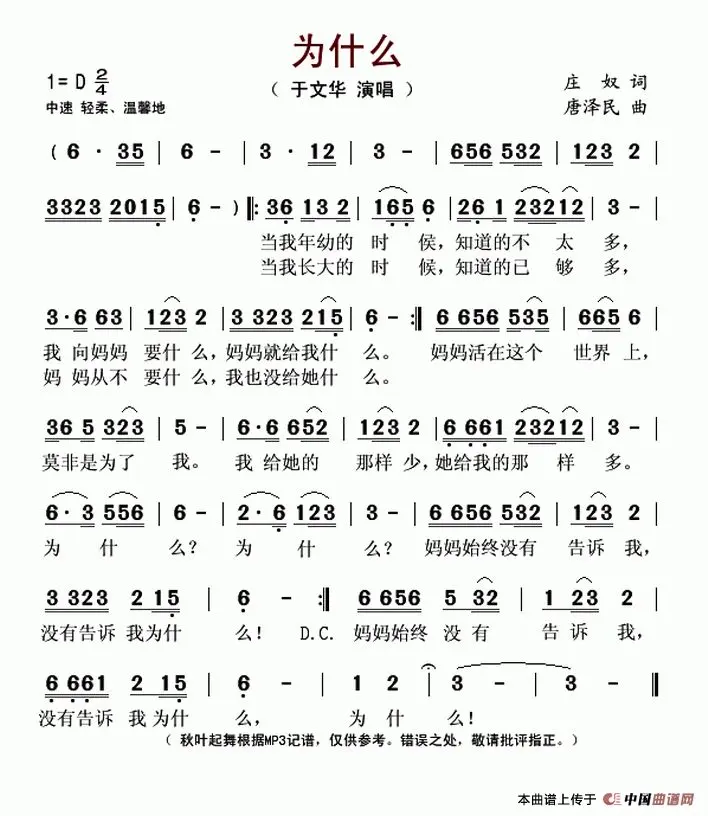 为什么
1=D 2/4
（ 于文华 演唱 ）
庄 奴 词
中速 轻柔、温馨地
唐泽民 曲
( 6 · 35 | 6 - | 3 · 12 | 3 - | 656 532 | 123 2 |
3323 2015 | 6 - ) ‖: 36 132 | 165 6 | 26 1 23212 | 3 - |
当我年幼的 时 侯，知道的不 太 多，
当我长大的 时 候，知道的已 够 多，
3·6 63 | 123 2 | 3 323 215 | 6 - :‖ 6 656 535 | 665 6 |
我 向妈妈 要什 么，妈妈就给我什 么。 妈妈活在这个 世界 上，
妈 妈从不 要什 么，我也没给她什 么。
36 5 323 | 5 - | 6·6 652 | 123 2 | 6 661 23212 | 3 - |
莫非是为了 我。 我 给她的 那样 少，她给我的那 样 多。
6·3 556 | 6 - | 2·6 123 | 3 - | 6 656 532 | 123 2 |
为 什 么？ 为 什 么？ 妈妈始终没有 告诉 我，
3 323 2 15 | 6 - :‖ 6 656 5 32 | 1 23 2 |
没有告诉 我为什 么！ D.C. 妈妈始终 没 有 告 诉 我，
6 661 2 15 | 6 - | 1 2 | 3 - | 3 - ‖
没有告诉 我 为什 么， 为 什 么！
（ 秋叶起舞根据MP3记谱，仅供参考。错误之处，敬请批评指正。）
本曲谱上传于 中国曲谱网